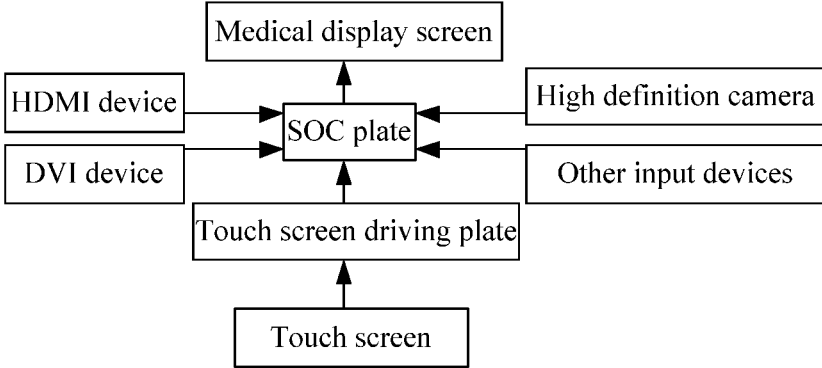 Medical display screen
HDMI device
High definition camera
SOC plate
DVI device
Other input devices
Touch screen driving plate
Touch screen